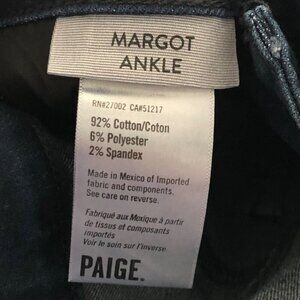 MARGOT
ANKLE
RN#27002 CA#51217
92% Cotton/Coton
6% Polyester
2% Spandex
Made in Mexico of Imported
fabric and components.
See care on reverse.
Fabriqué aux Mexique à partir
de tissus et composants
importés
Voir le soin sur l'inverse
PAIGE.